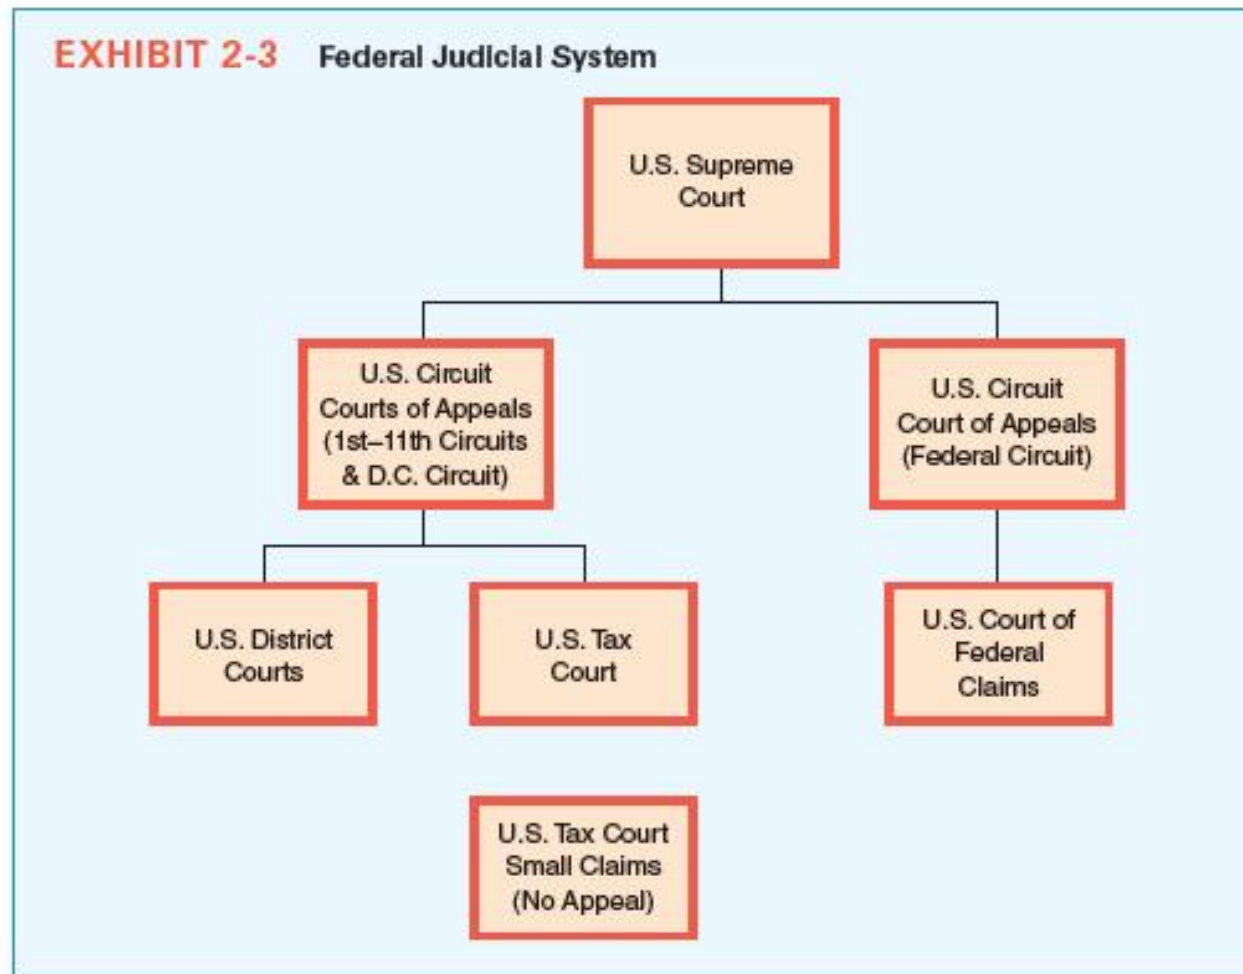 EXHIBIT 2-3 Federal Judicial System
U.S. Supreme
Court
U.S. Circuit
Courts of Appeals
(1st–11th Circuits
& D.C. Circuit)
U.S. Circuit
Court of Appeals
(Federal Circuit)
U.S. District
Courts
U.S. Tax
Court
U.S. Court of
Federal
Claims
U.S. Tax Court
Small Claims
(No Appeal)